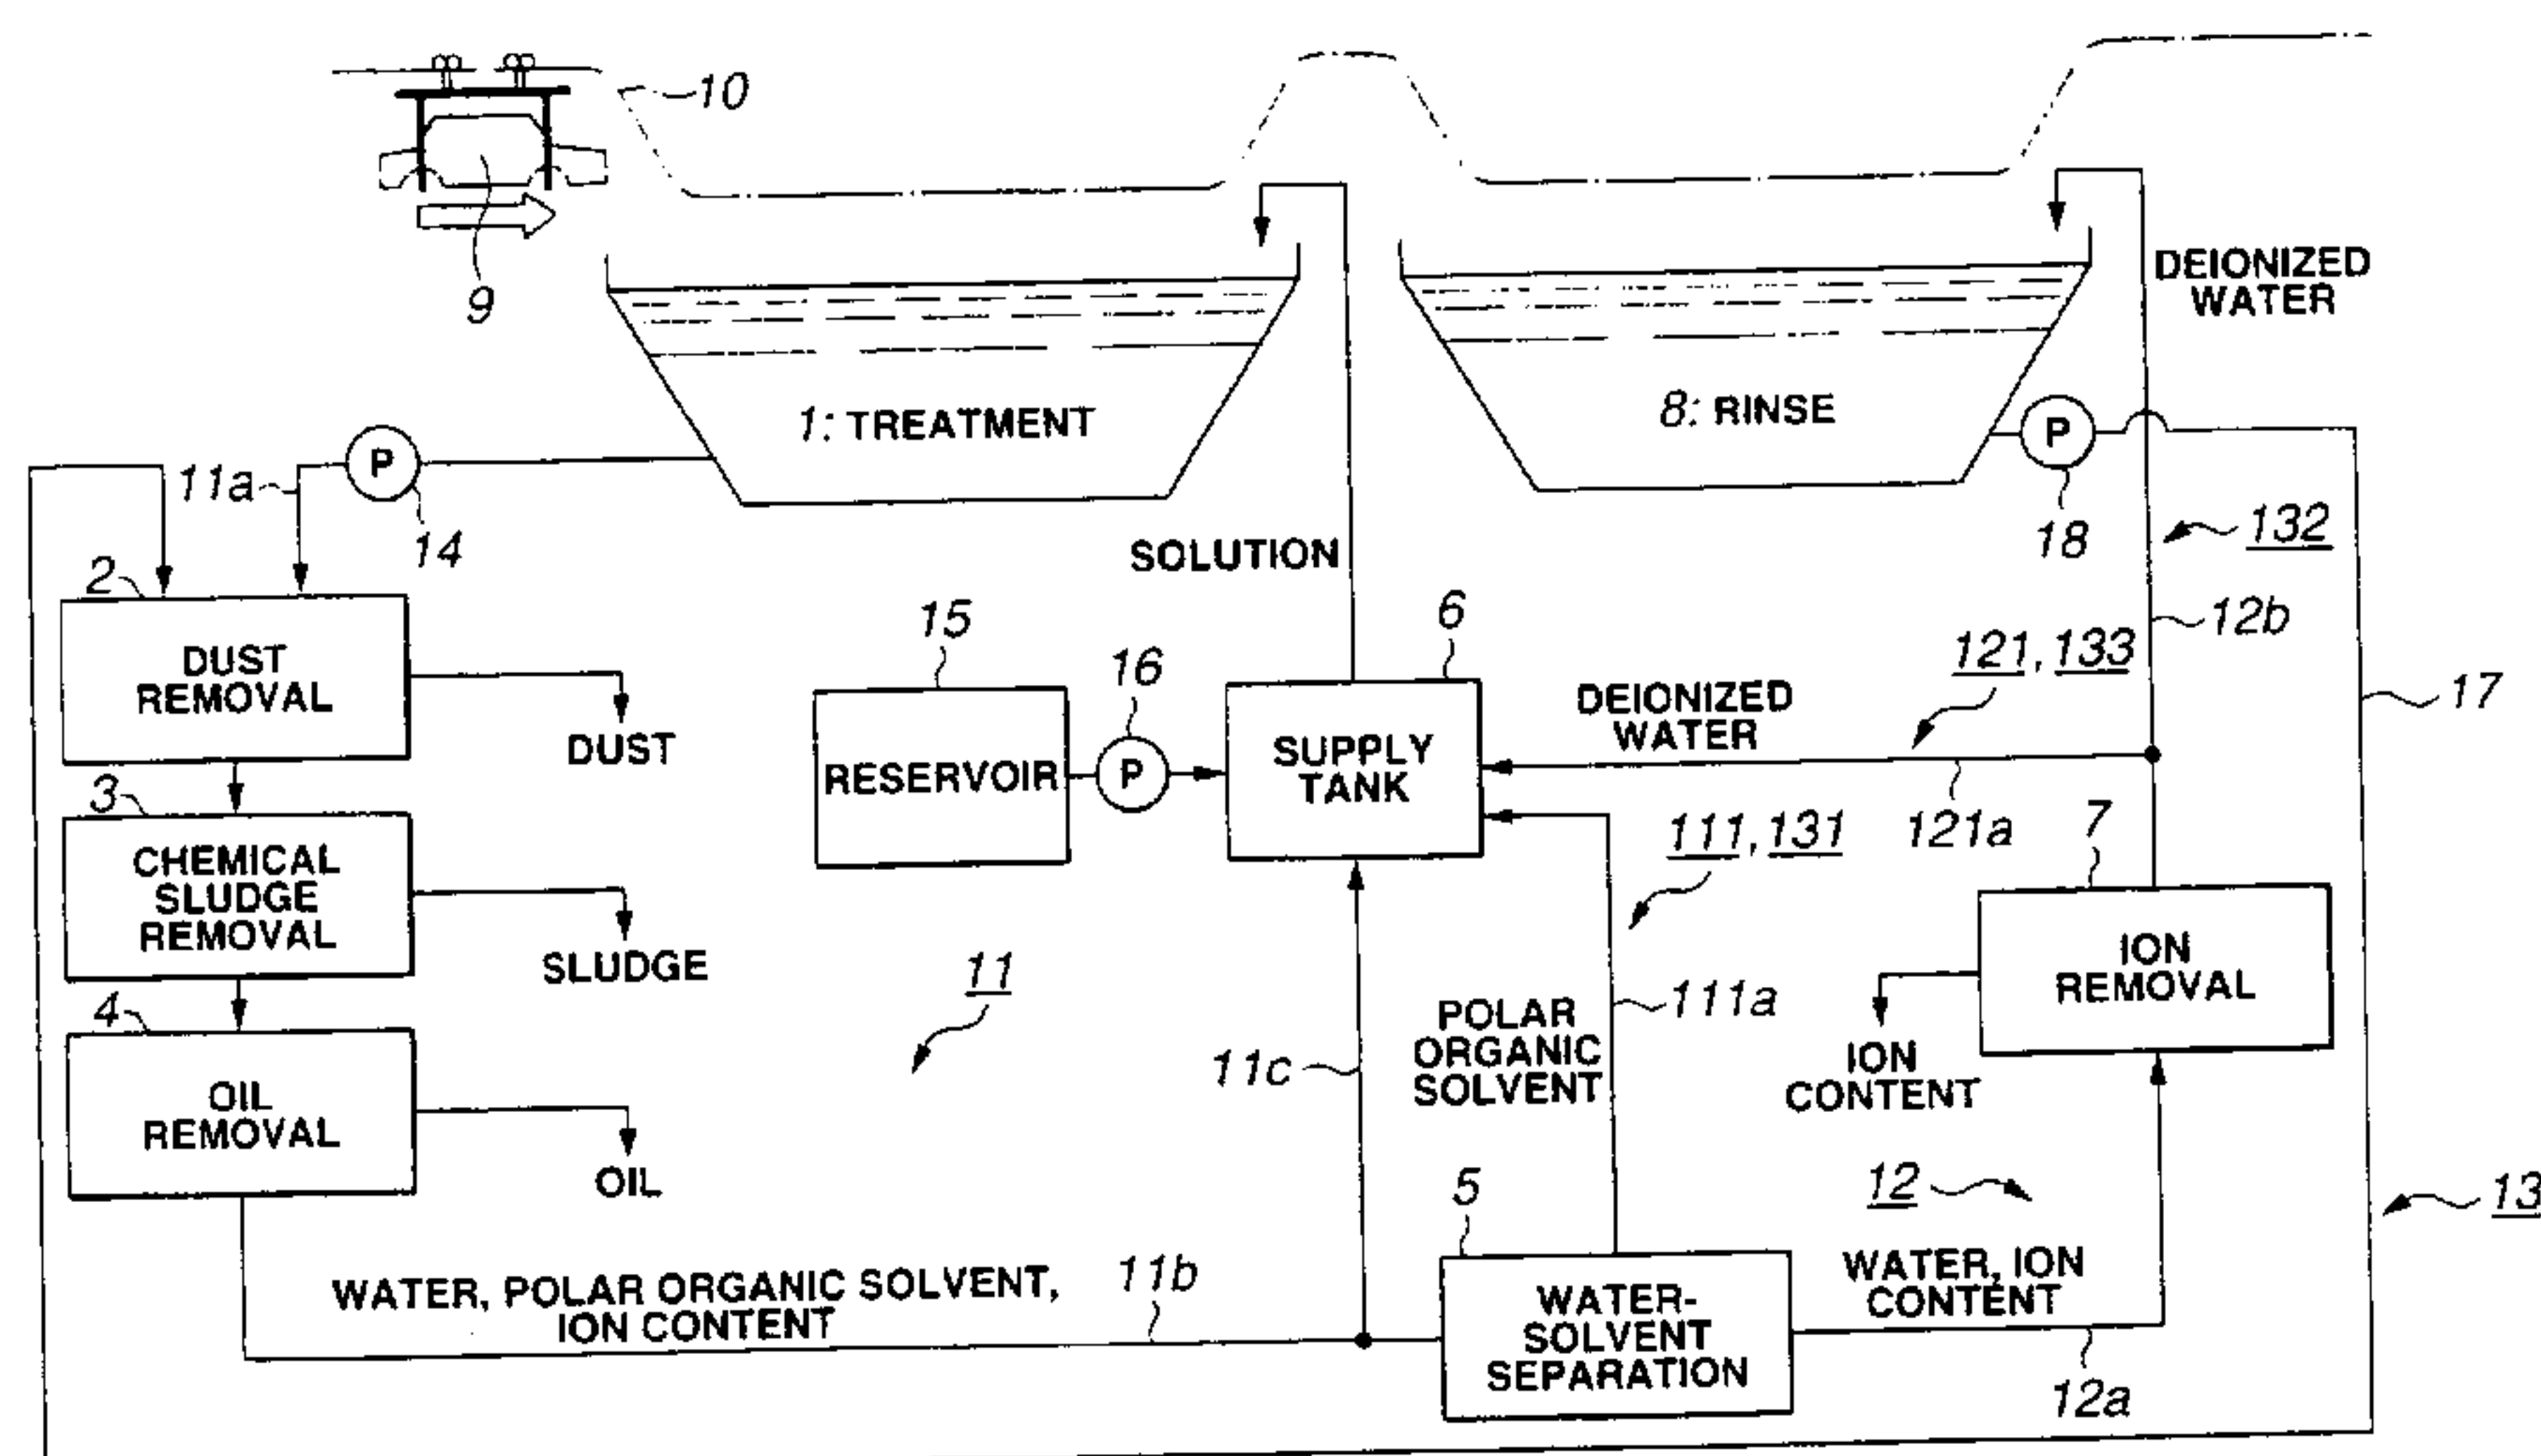 10
9
DEIONIZED
WATER
1: TREATMENT
8: RINSE
P
P
11a
14
18
132
SOLUTION
2
DUST
REMOVAL
DUST
15
RESERVOIR
16
P
6
SUPPLY
TANK
12b
121, 133
DEIONIZED
WATER
17
121a
3
CHEMICAL
SLUDGE
REMOVAL
SLUDGE
111, 131
7
ION
REMOVAL
11
111a
POLAR
ORGANIC
SOLVENT
11c
ION
CONTENT
4
OIL
REMOVAL
OIL
12
13
5
WATER-
SOLVENT
SEPARATION
WATER, ION
CONTENT
12a
WATER, POLAR ORGANIC SOLVENT,
ION CONTENT
11b